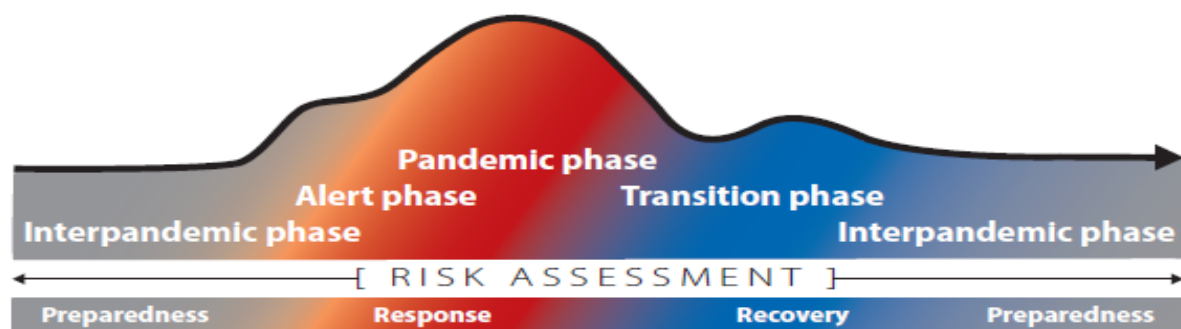 Pandemic phase
Alert phase Transition phase
Interpandemic phase Interpandemic phase
[ RISK ASSESSMENT ]
Preparedness Response Recovery Preparedness